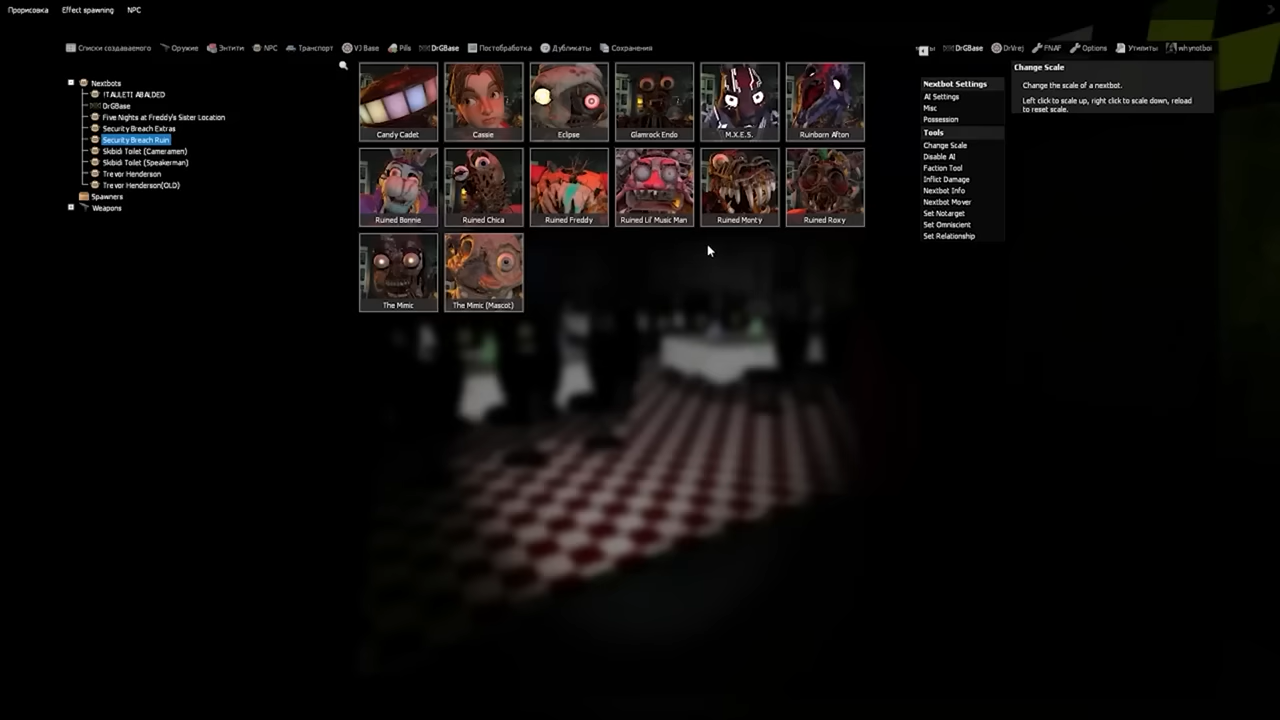 Прорисовка Effect spawning NPC
Списки создаваемого Оружие Энтити NPC Транспорт VJ Base Pills DrGBase Постобработка Дубликаты Сохранения
DrGBase DrVrej FNAF Options Утилиты whynotboi
Nextbots
!TAULETI ABALDED
DrGBase
Five Nights at Freddy's Sister Location
Security Breach Extras
Security Breach Ruin
Skibidi Toilet (Cameramen)
Skibidi Toilet (Speakerman)
Trevor Henderson
Trevor Henderson(OLD)
Spawners
Weapons
Candy Cadet Cassie Eclipse Glamrock Endo M.X.E.S. Ruinborn Afton
Ruined Bonnie Ruined Chica Ruined Freddy Ruined Lil' Music Man Ruined Monty Ruined Roxy
The Mimic The Mimic (Mascot)
Nextbot Settings
AI Settings
Misc
Possession
Tools
Change Scale
Disable AI
Faction Tool
Inflict Damage
Nextbot Info
Nextbot Mover
Set Notarget
Set Omniscient
Set Relationship
Change Scale
Change the scale of a nextbot.
Left click to scale up, right click to scale down, reload
to reset scale.